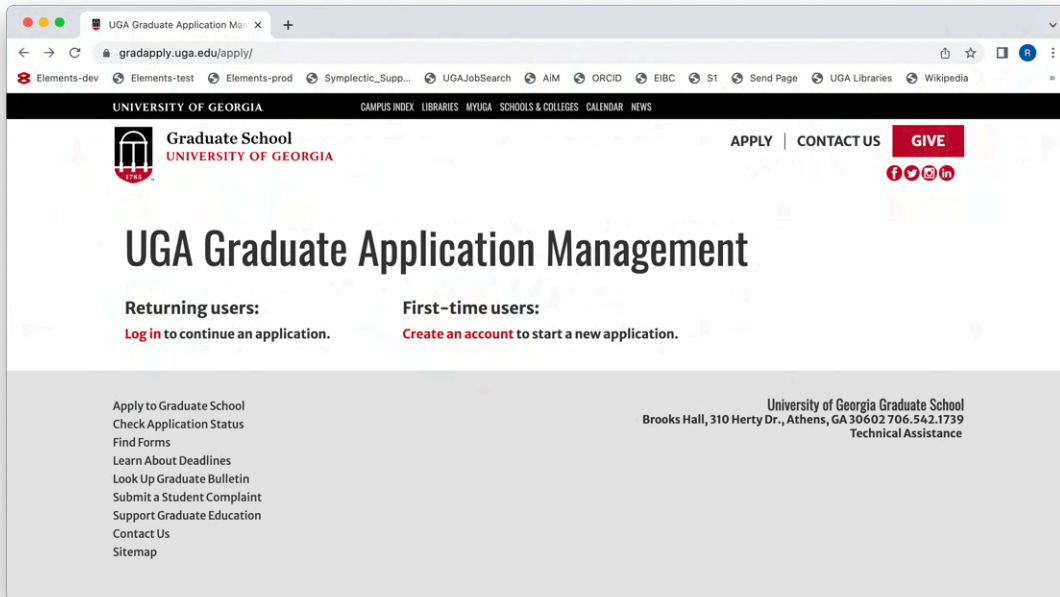 UGA Graduate Application Man
gradapply.uga.edu/apply/
R
Elements-dev Elements-test Elements-prod Symplectic_Supp... UGAJobSearch AiM ORCID EIBC S1 Send Page UGA Libraries Wikipedia »
UNIVERSITY OF GEORGIA CAMPUS INDEX LIBRARIES MYUGA SCHOOLS & COLLEGES CALENDAR NEWS
Graduate School
UNIVERSITY OF GEORGIA
1785
APPLY | CONTACT US GIVE
UGA Graduate Application Management
Returning users: First-time users:
Log in to continue an application. Create an account to start a new application.
Apply to Graduate School
Check Application Status
Find Forms
Learn About Deadlines
Look Up Graduate Bulletin
Submit a Student Complaint
Support Graduate Education
Contact Us
Sitemap
University of Georgia Graduate School
Brooks Hall, 310 Herty Dr., Athens, GA 30602 706.542.1739
Technical Assistance